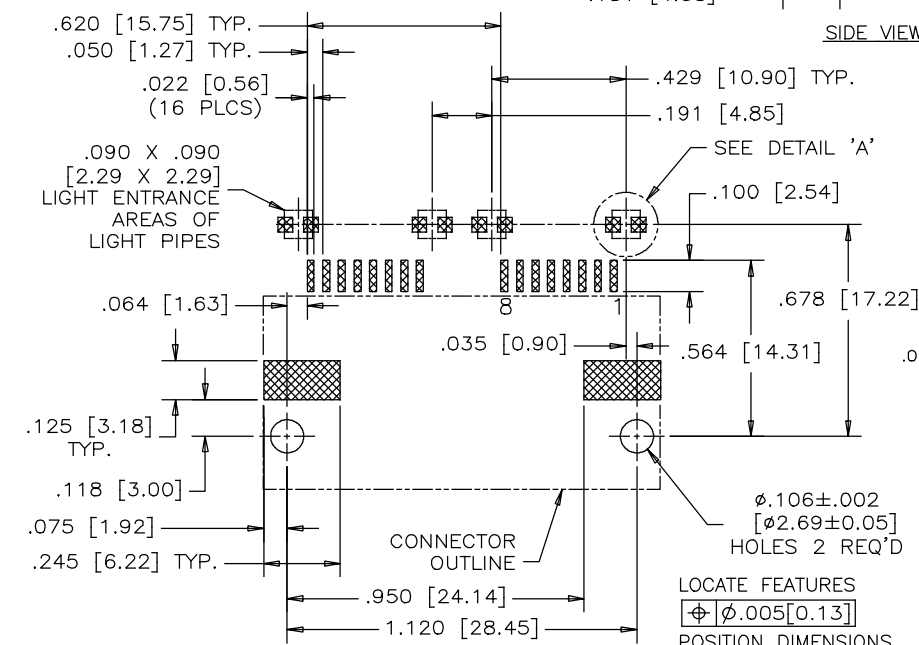 .620 [15.75] TYP.
.050 [1.27] TYP.
.022 [0.56]
(16 PLCS)
.090 X .090
[2.29 X 2.29]
LIGHT ENTRANCE
AREAS OF
LIGHT PIPES
SIDE VIEW
.429 [10.90] TYP.
.191 [4.85]
SEE DETAIL 'A'
.100 [2.54]
8
1
.064 [1.63]
.678 [17.22]
.035 [0.90]
.564 [14.31]
.0
.125 [3.18]
TYP.
.118 [3.00]
.075 [1.92]
.245 [6.22] TYP.
CONNECTOR
OUTLINE
ø.106±.002
[ø2.69±0.05]
HOLES 2 REQ'D
.950 [24.14]
1.120 [28.45]
LOCATE FEATURES
⌖ ø.005[0.13]
POSITION DIMENSIONS